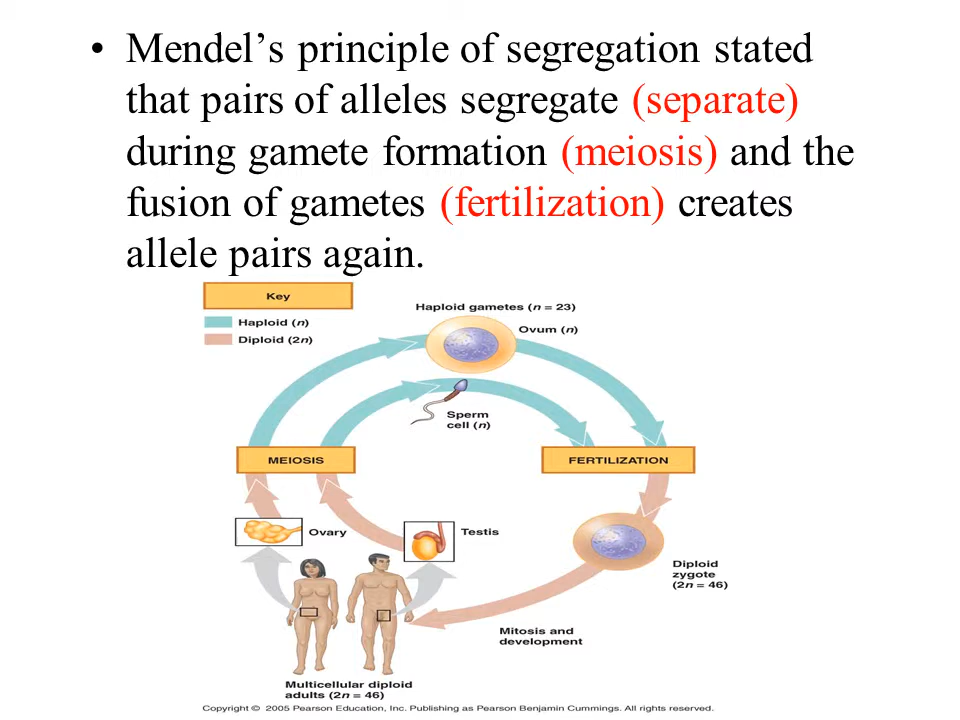 • Mendel’s principle of segregation stated
that pairs of alleles segregate (separate)
during gamete formation (meiosis) and the
fusion of gametes (fertilization) creates
allele pairs again.
Key
Haploid (n)
Diploid (2n)
Haploid gametes (n = 23)
Ovum (n)
Sperm
cell (n)
MEIOSIS
FERTILIZATION
Ovary
Testis
Diploid
zygote
(2n = 46)
Mitosis and
development
Multicellular diploid
adults (2n = 46)
Copyright © 2005 Pearson Education, Inc. Publishing as Pearson Benjamin Cummings. All rights reserved.